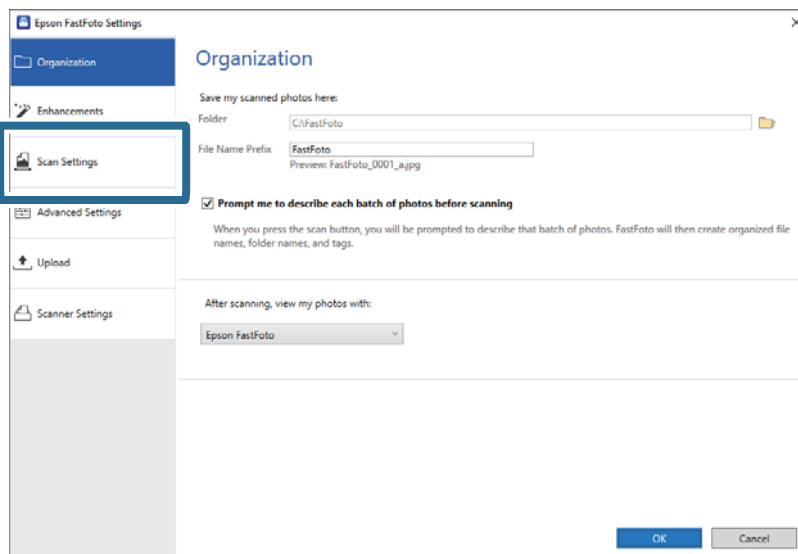 Epson FastFoto Settings
Organization
Enhancements
Scan Settings
Advanced Settings
Upload
Scanner Settings
Organization
Save my scanned photos here:
Folder
C:\FastFoto
File Name Prefix
FastFoto
Preview: FastFoto_0001_a.jpg
Prompt me to describe each batch of photos before scanning
When you press the scan button, you will be prompted to describe that batch of photos. FastFoto will then create organized file
names, folder names, and tags.
After scanning, view my photos with:
Epson FastFoto
OK
Cancel